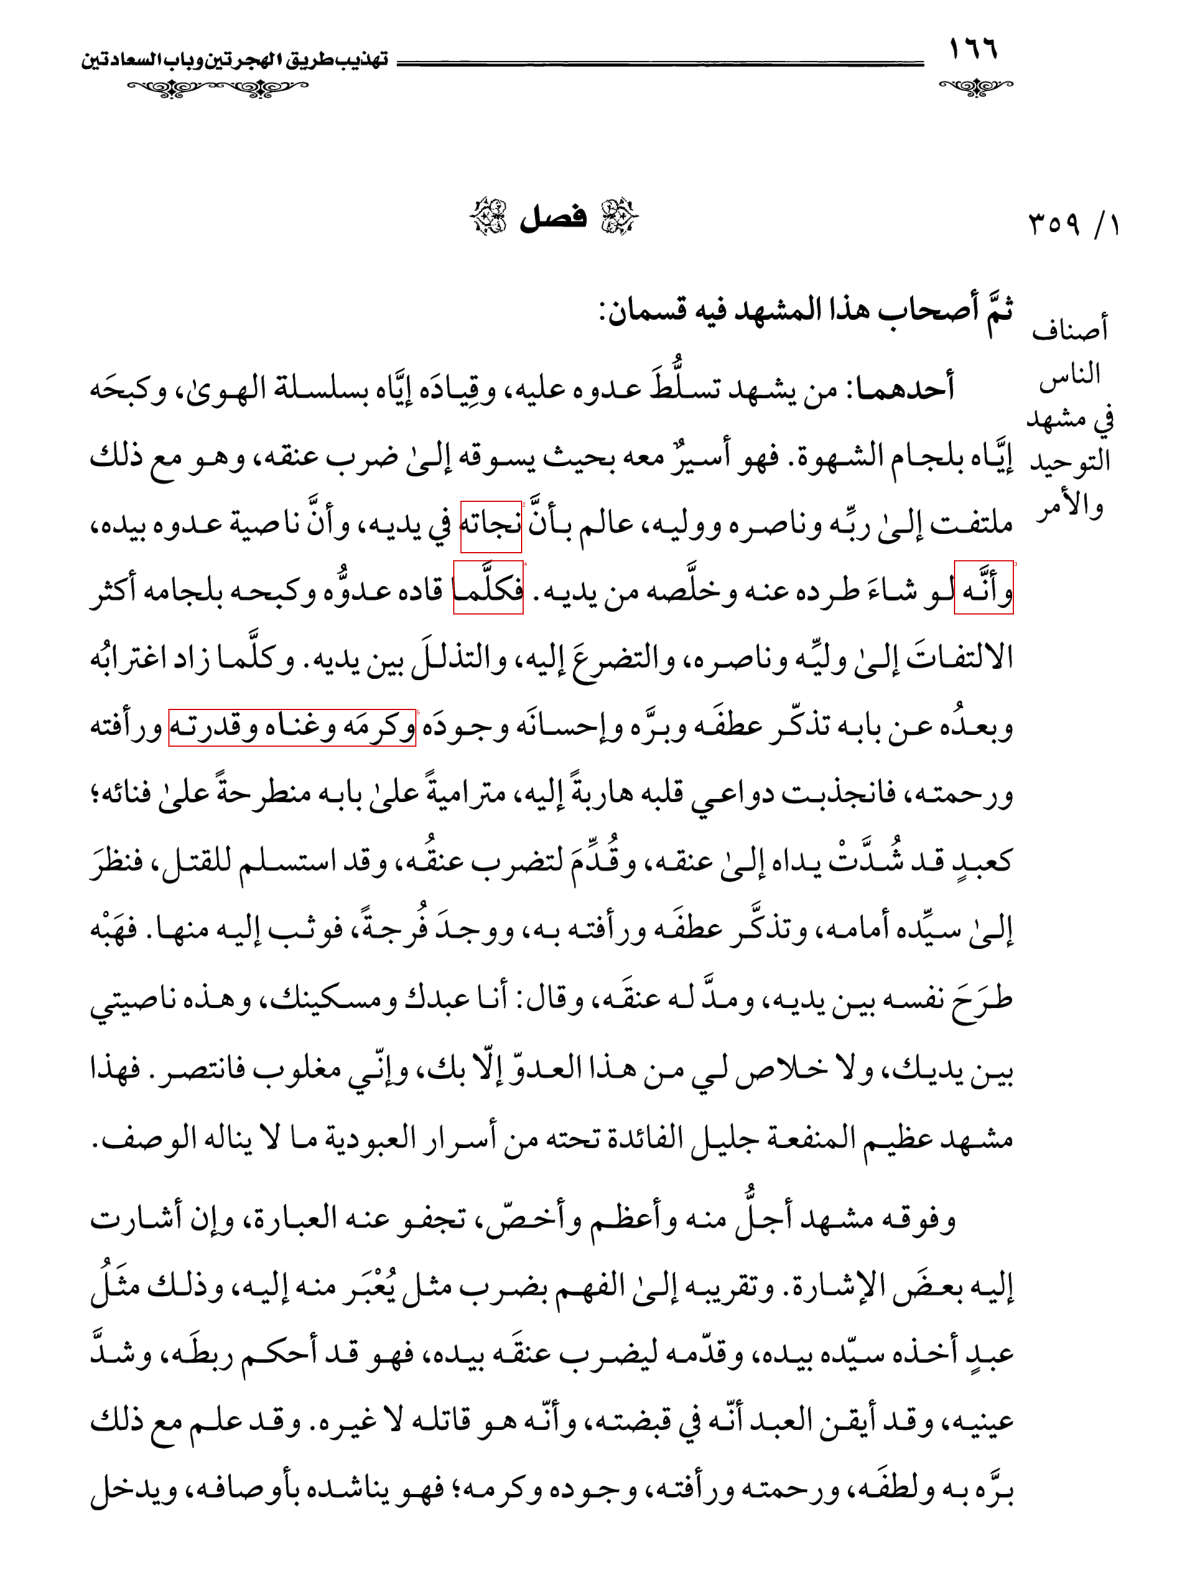 ١٦٦
تهذيب طريق الهجرتين وباب السعادتين
١/ ٣٥٩
فصل
ثمَّ أصحاب هذا المشهد فيه قسمان:
أصناف
الناس
في مشهد
التوحيد
والأمر
أحدهما: من يشهد تسلُّطَ عدوه عليه، وقِيادَه إيَّاه بسلسلة الهوىٰ، وكبحَه
إيَّاه بلجام الشهوة. فهو أسيرٌ معه بحيث يسوقه إلىٰ ضرب عنقه، وهو مع ذلك
ملتفت إلىٰ ربِّه وناصره ووليه، عالم بأنَّ نجاته في يديه، وأنَّ ناصية عدوه بيده،
وأنَّه لو شاءَ طرده عنه وخلَّصه من يديه. فكلَّما قاده عدوُّه وكبحه بلجامه أكثر
الالتفاتَ إلىٰ وليِّه وناصره، والتضرعَ إليه، والتذللَ بين يديه. وكلَّما زاد اغترابُه
وبعدُه عن بابه تذكّر عطفَه وبرَّه وإحسانَه وجودَه وكرمَه وغناه وقدرته ورأفته
ورحمته، فانجذبت دواعي قلبه هاربةً إليه، متراميةً علىٰ بابه منطرحةً علىٰ فنائه؛
كعبدٍ قد شُدَّتْ يداه إلىٰ عنقه، وقُدِّمَ لتضرب عنقُه، وقد استسلم للقتل، فنظرَ
إلىٰ سيِّده أمامه، وتذكَّر عطفَه ورأفته به، ووجدَ فُرجةً، فوثب إليه منها. فهَبْه
طرَحَ نفسه بين يديه، ومدَّ له عنقَه، وقال: أنا عبدك ومسكينك، وهذه ناصيتي
بين يديك، ولا خلاص لي من هذا العدوّ إلّا بك، وإنّي مغلوب فانتصر. فهذا
مشهد عظيم المنفعة جليل الفائدة تحته من أسرار العبودية ما لا يناله الوصف.
وفوقه مشهد أجلُّ منه وأعظم وأخصّ، تجفو عنه العبارة، وإن أشارت
إليه بعضَ الإشارة. وتقريبه إلىٰ الفهم بضرب مثل يُعْبَر منه إليه، وذلك مثَلُ
عبدٍ أخذه سيّده بيده، وقدّمه ليضرب عنقَه بيده، فهو قد أحكم ربطَه، وشدَّ
عينيه، وقد أيقن العبد أنّه في قبضته، وأنّه هو قاتله لا غيره. وقد علم مع ذلك
برَّه به ولطفَه، ورحمته ورأفته، وجوده وكرمه؛ فهو يناشده بأوصافه، ويدخل